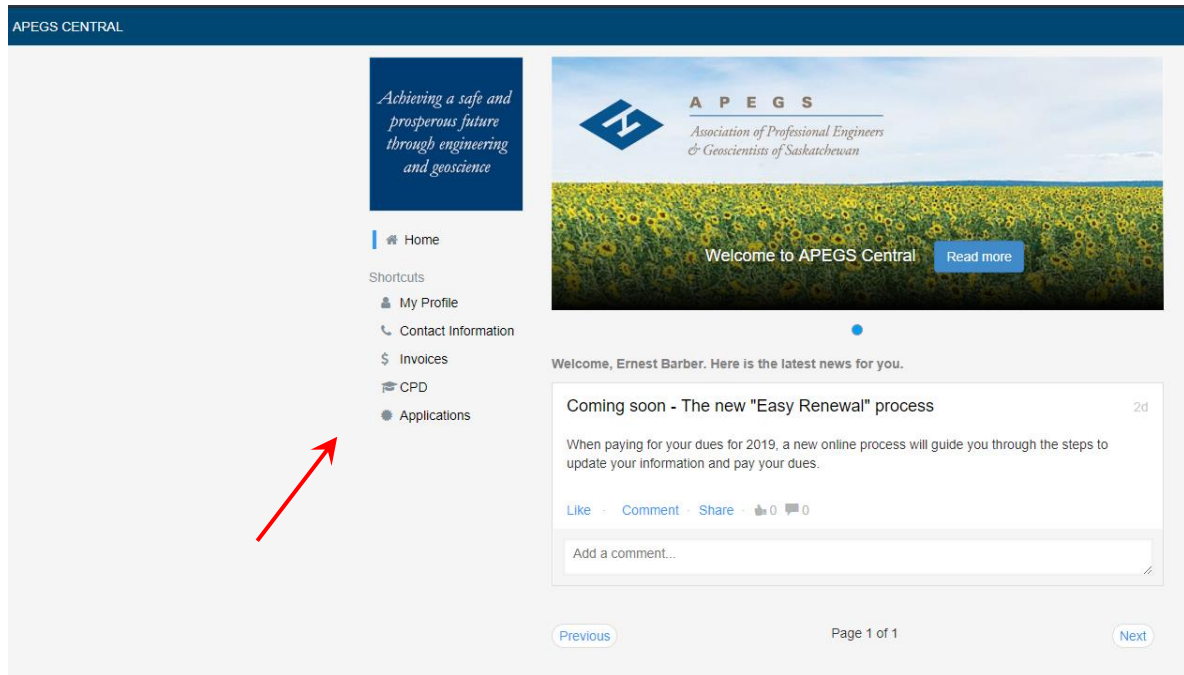 APEGS CENTRAL
Achieving a safe and
prosperous future
through engineering
and geoscience
Home
Shortcuts
My Profile
Contact Information
Invoices
CPD
Applications
A P E G S
Association of Professional Engineers
& Geoscientists of Saskatchewan
Welcome to APEGS Central Read more
Welcome, Ernest Barber. Here is the latest news for you.
Coming soon - The new "Easy Renewal" process 2d
When paying for your dues for 2019, a new online process will guide you through the steps to
update your information and pay your dues.
Like · Comment · Share · 0 0
Add a comment...
Previous Page 1 of 1 Next